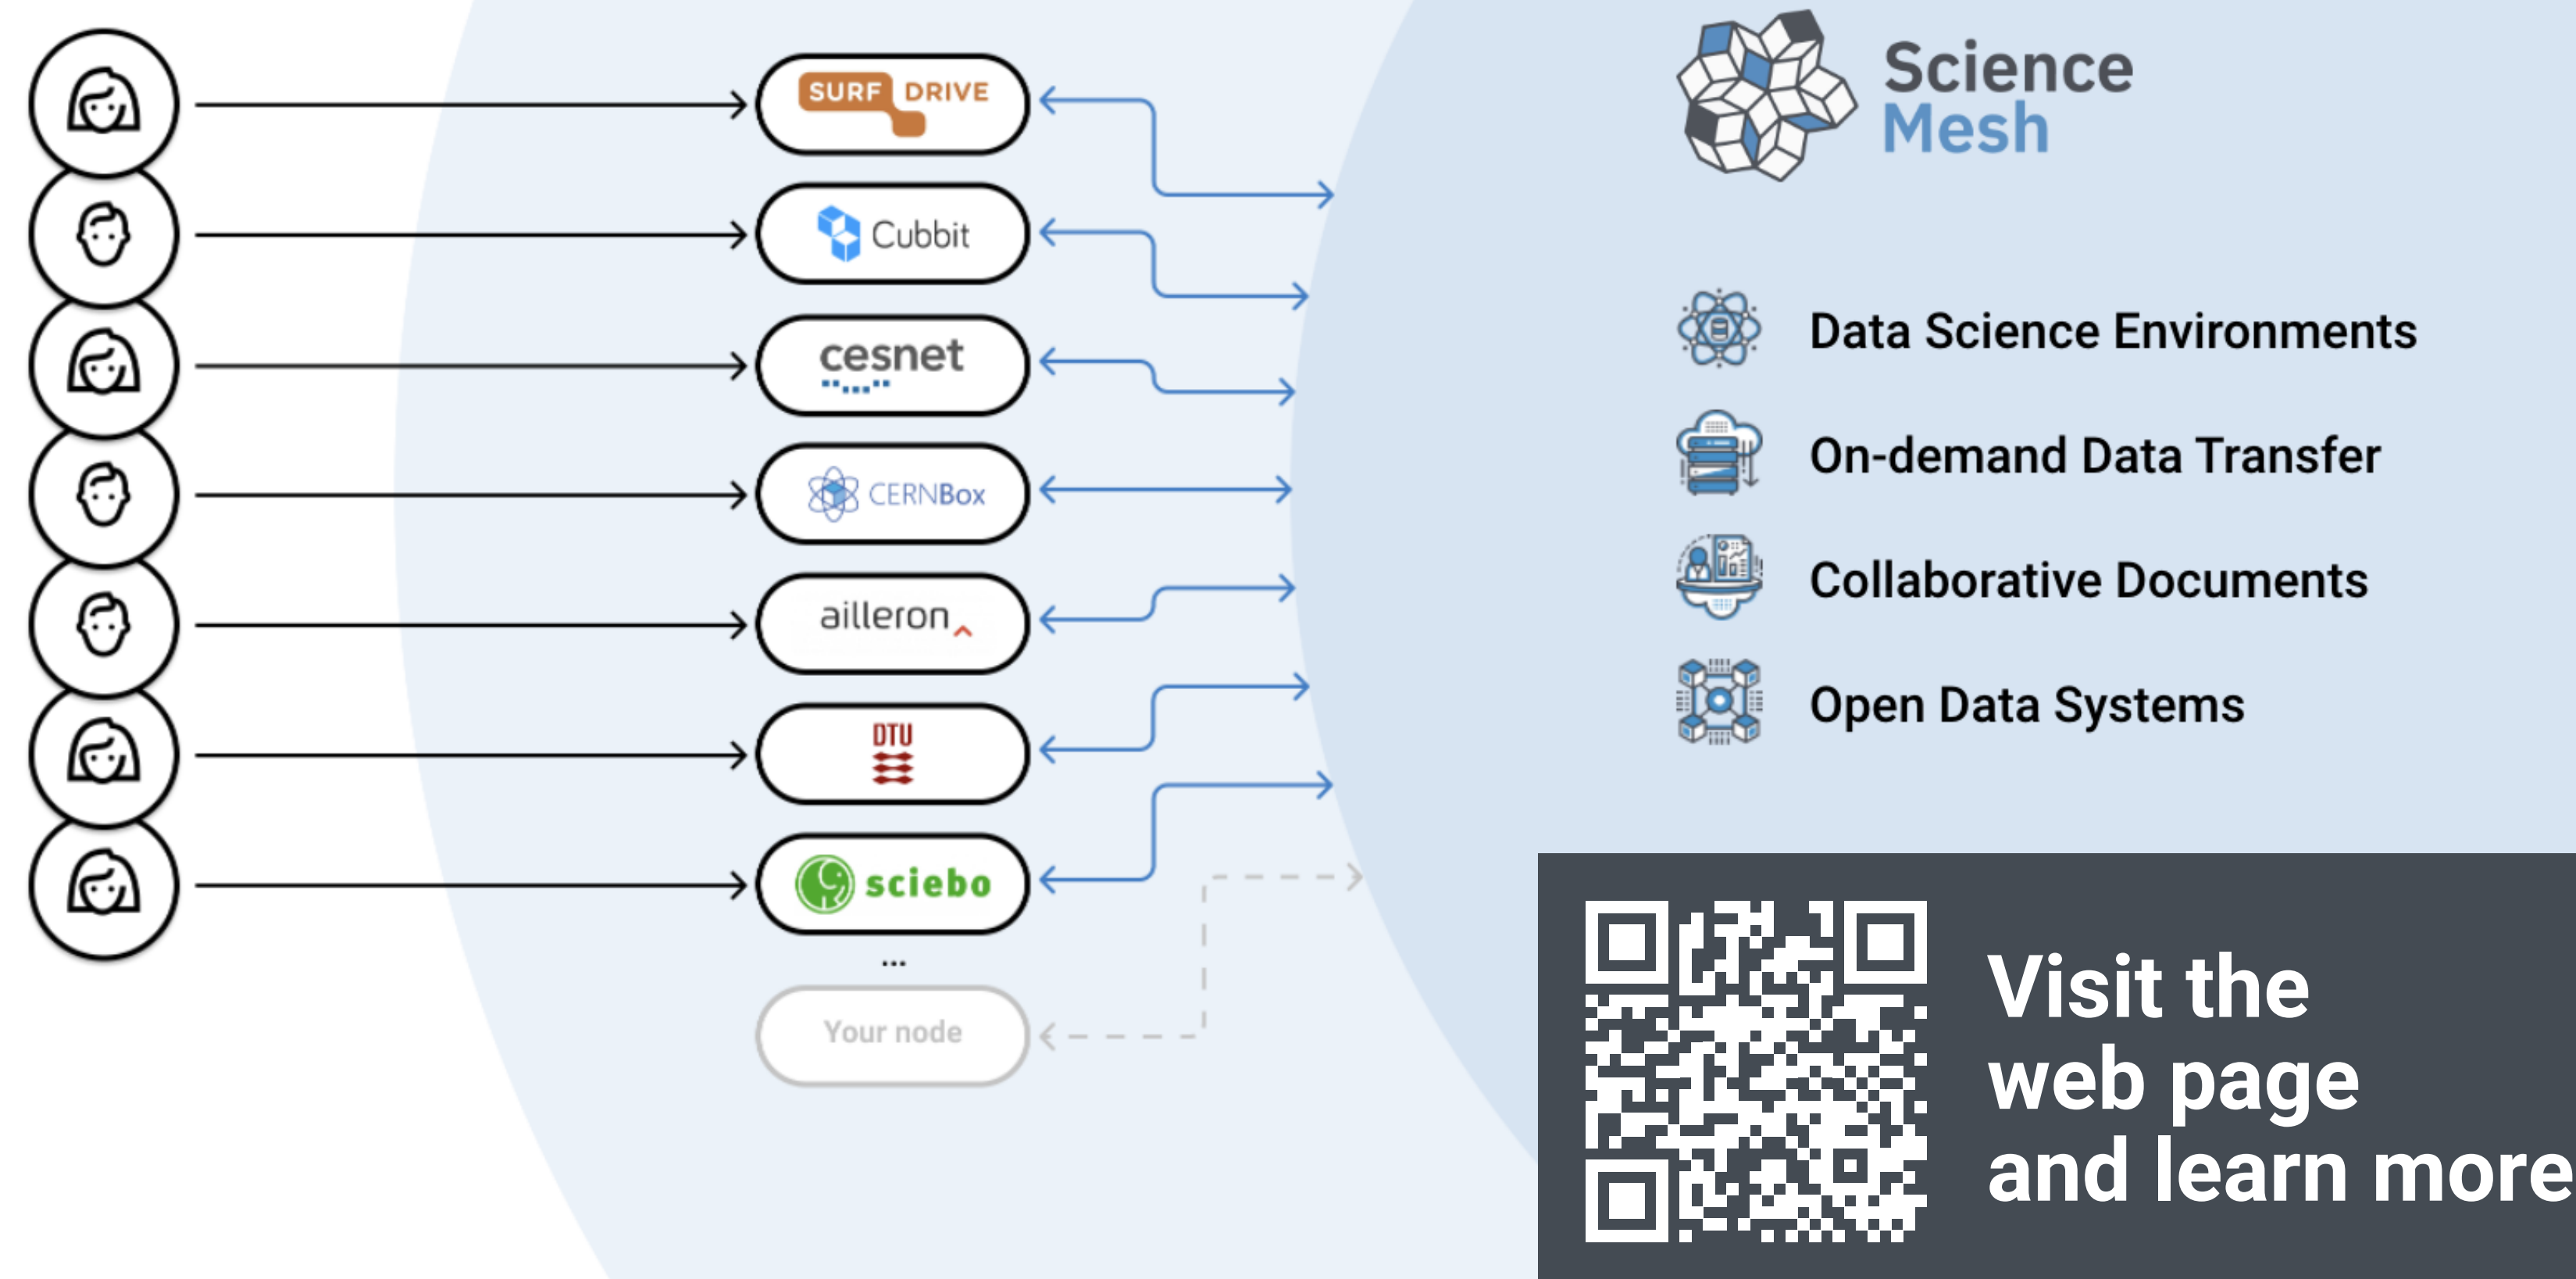 SURF DRIVE
Cubbit
cesnet
CERNBox
ailleron
DTU
sciebo
...
Your node
Science
Mesh
Data Science Environments
On-demand Data Transfer
Collaborative Documents
Open Data Systems
Visit the
web page
and learn more